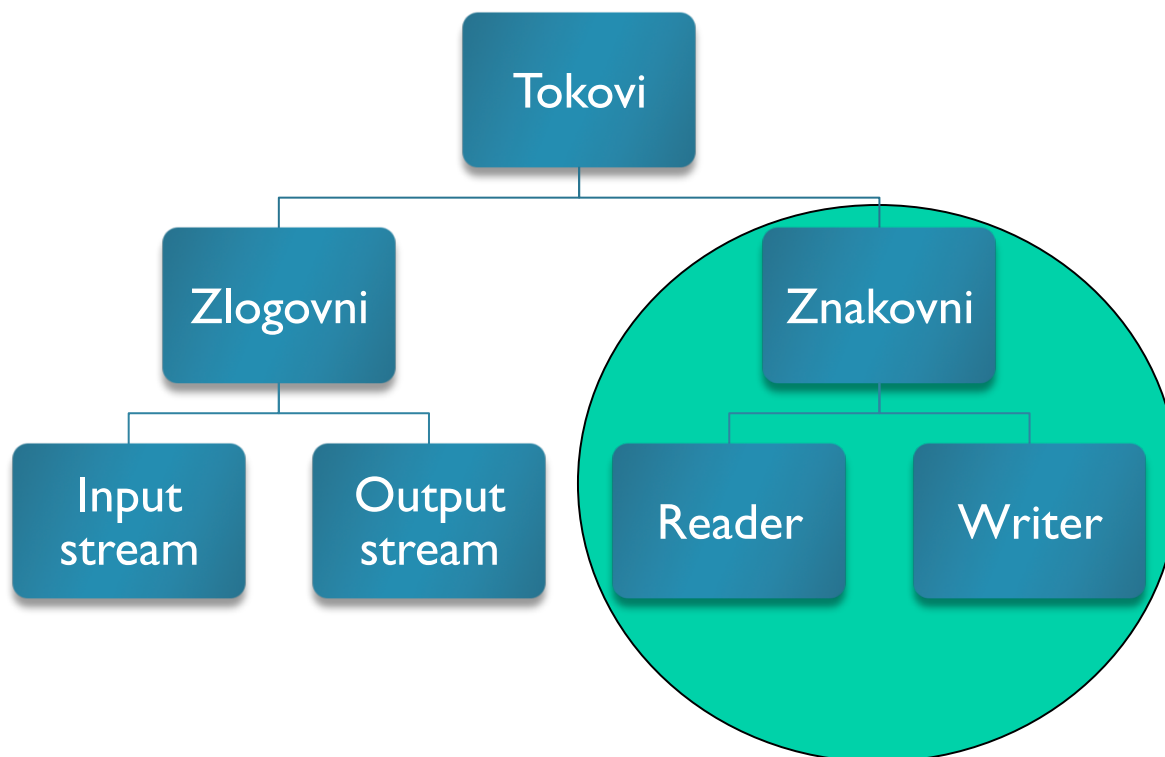 Tokovi
Zlogovni
Znakovni
Input
stream
Output
stream
Reader
Writer